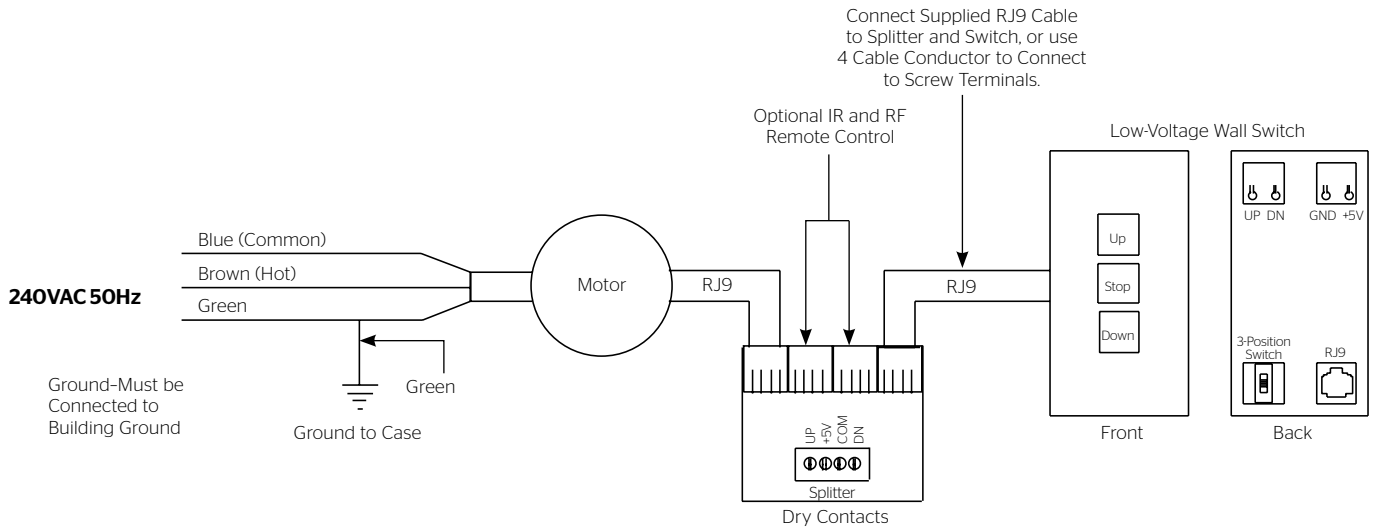 Connect Supplied RJ9 Cable
to Splitter and Switch, or use
4 Cable Conductor to Connect
to Screw Terminals.
Optional IR and RF
Remote Control
Low-Voltage Wall Switch
UP DN
GND +5V
Blue (Common)
Brown (Hot)
240VAC 50Hz
Green
Motor
RJ9
RJ9
Up
Stop
Down
3-Position
Switch
RJ9
Ground-Must be
Connected to
Building Ground
Green
Ground to Case
UP
+5V
COM
DN
Splitter
Dry Contacts
Front
Back